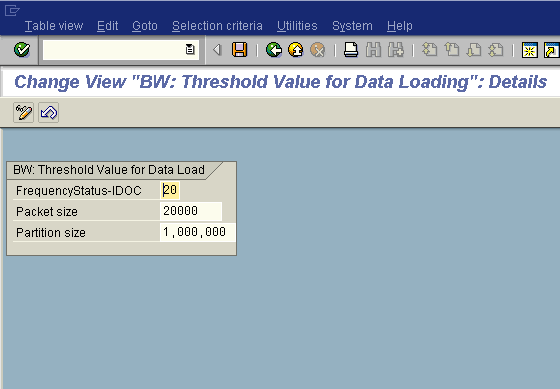 Table view Edit Goto Selection criteria Utilities System Help
Change View "BW: Threshold Value for Data Loading": Details
BW: Threshold Value for Data Load
FrequencyStatus-IDOC 20
Packet size 20000
Partition size 1,000,000